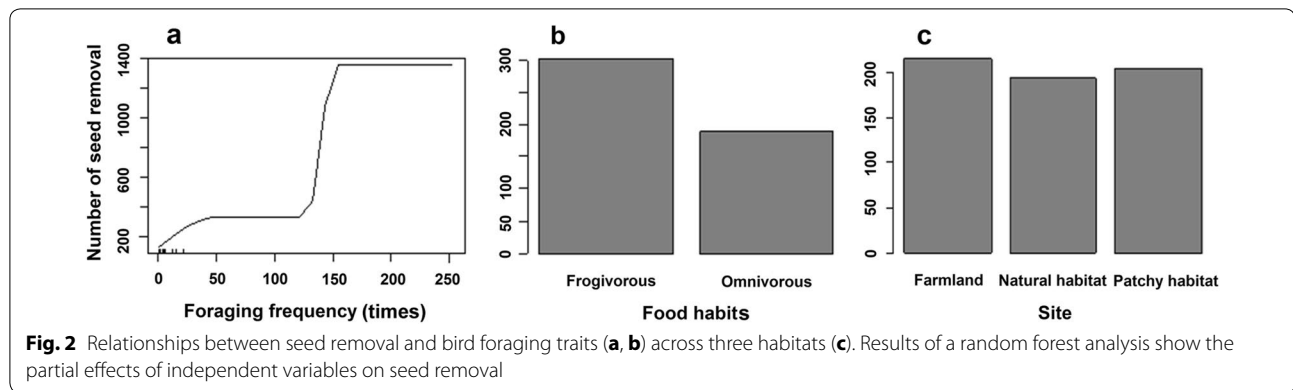 a
Number of seed removal
1400
1000
600
200
0 50 100 150 200 250
Foraging frequency (times)
b
300
200
100
50
0
Frogivorous Omnivorous
Food habits
c
200
150
100
50
0
Farmland Natural habitat Patchy habitat
Site
Fig. 2 Relationships between seed removal and bird foraging traits (a, b) across three habitats (c). Results of a random forest analysis show the
partial effects of independent variables on seed removal